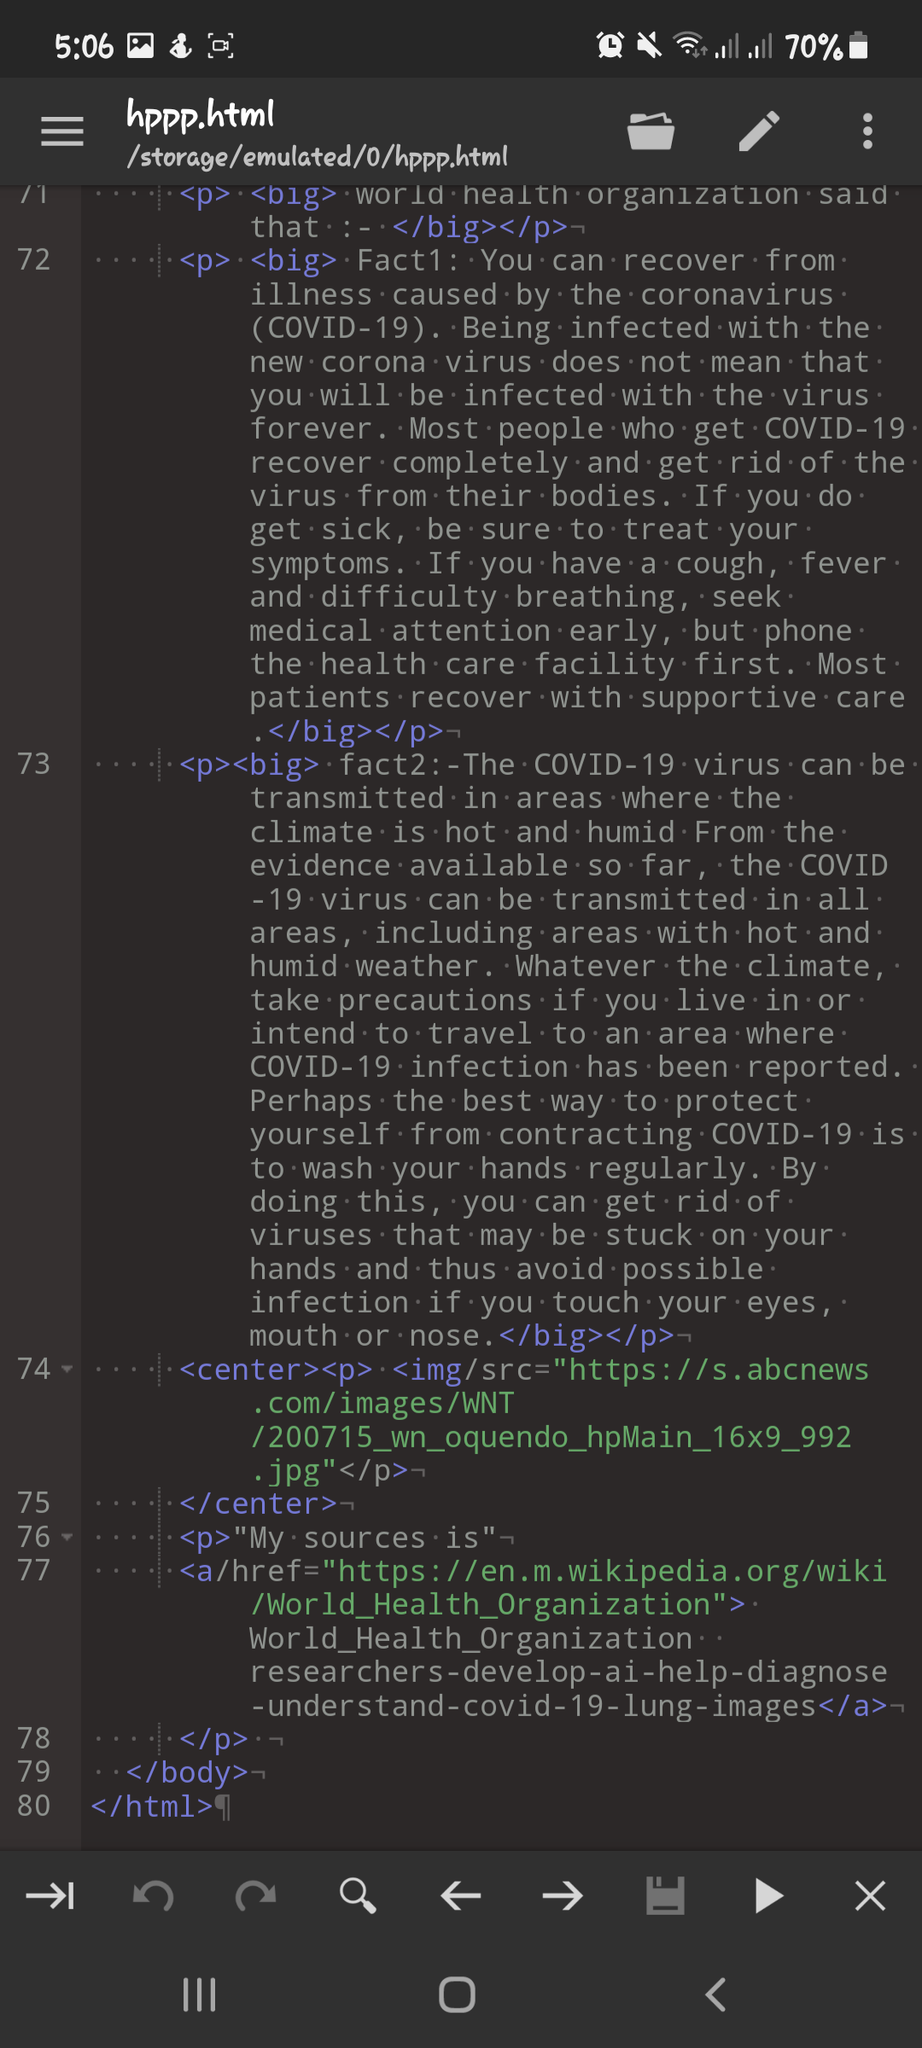 5:06 70%
hppp.html
/storage/emulated/0/hppp.html
71 <p> <big> world health organization said
that :- </big></p>
72 <p> <big> Fact1: You can recover from
illness caused by the coronavirus
(COVID-19). Being infected with the
new corona virus does not mean that
you will be infected with the virus
forever. Most people who get COVID-19
recover completely and get rid of the
virus from their bodies. If you do
get sick, be sure to treat your
symptoms. If you have a cough, fever
and difficulty breathing, seek
medical attention early, but phone
the health care facility first. Most
patients recover with supportive care
.</big></p>
73 <p><big> fact2:-The COVID-19 virus can be
transmitted in areas where the
climate is hot and humid From the
evidence available so far, the COVID
-19 virus can be transmitted in all
areas, including areas with hot and
humid weather. Whatever the climate,
take precautions if you live in or
intend to travel to an area where
COVID-19 infection has been reported.
Perhaps the best way to protect
yourself from contracting COVID-19 is
to wash your hands regularly. By
doing this, you can get rid of
viruses that may be stuck on your
hands and thus avoid possible
infection if you touch your eyes,
mouth or nose.</big></p>
74 <center><p> <img/src="https://s.abcnews
.com/images/WNT
/200715_wn_oquendo_hpMain_16x9_992
.jpg"</p>
75 </center>
76 <p>"My sources is"
77 <a/href="https://en.m.wikipedia.org/wiki
/World_Health_Organization">
World_Health_Organization
researchers-develop-ai-help-diagnose
-understand-covid-19-lung-images</a>
78 </p>
79 </body>
80 </html>